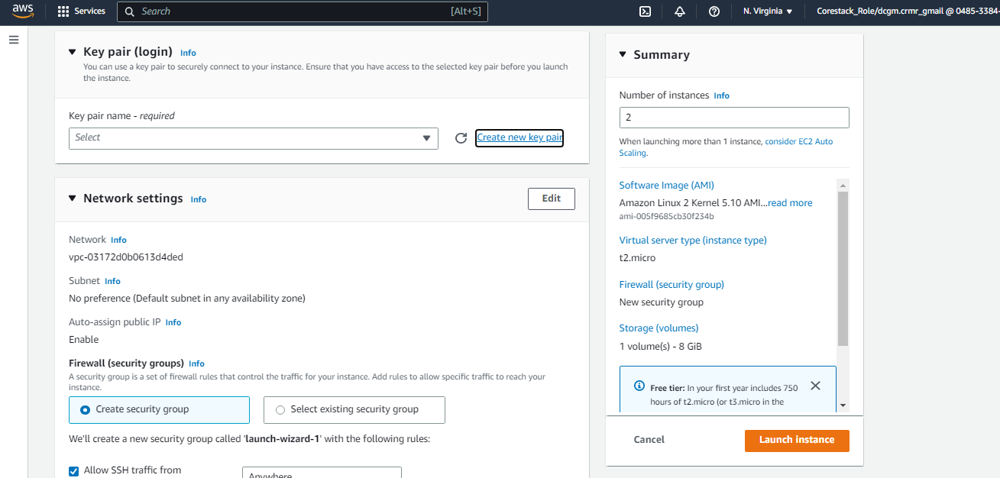 aws
Services
Search
[Alt+S]
N. Virginia
Corestack_Role/dcgm.crmr_gmail @ 0485-3384-
Key pair (login) Info
You can use a key pair to securely connect to your instance. Ensure that you have access to the selected key pair before you launch
the instance.
Key pair name - required
Select
Create new key pair
Network settings Info
Edit
Network Info
vpc-03172d0b0613d4ded
Subnet Info
No preference (Default subnet in any availability zone)
Auto-assign public IP Info
Enable
Firewall (security groups) Info
A security group is a set of firewall rules that control the traffic for your instance. Add rules to allow specific traffic to reach your
instance.
Create security group
Select existing security group
We'll create a new security group called 'launch-wizard-1' with the following rules:
Allow SSH traffic from
Anywhere
Summary
Number of instances Info
2
When launching more than 1 instance, consider EC2 Auto
Scaling.
Software Image (AMI)
Amazon Linux 2 Kernel 5.10 AMI...read more
ami-005f9685cb30f234b
Virtual server type (instance type)
t2.micro
Firewall (security group)
New security group
Storage (volumes)
1 volume(s) - 8 GiB
Free tier: In your first year includes 750
hours of t2.micro (or t3.micro in the
Cancel
Launch instance